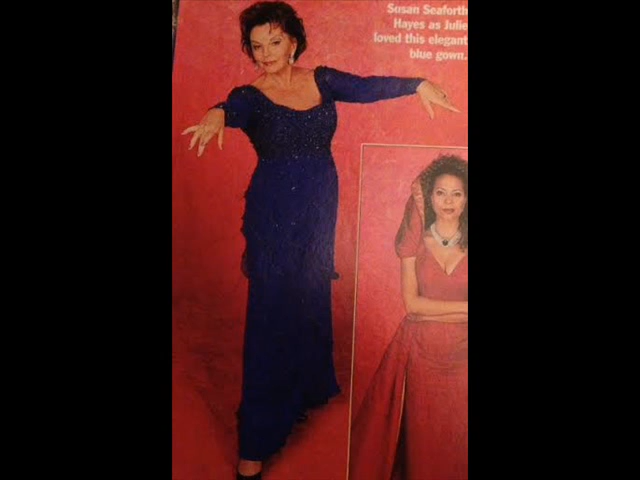 Susan Seaforth
Hayes as Julie
loved this elegant
blue gown.